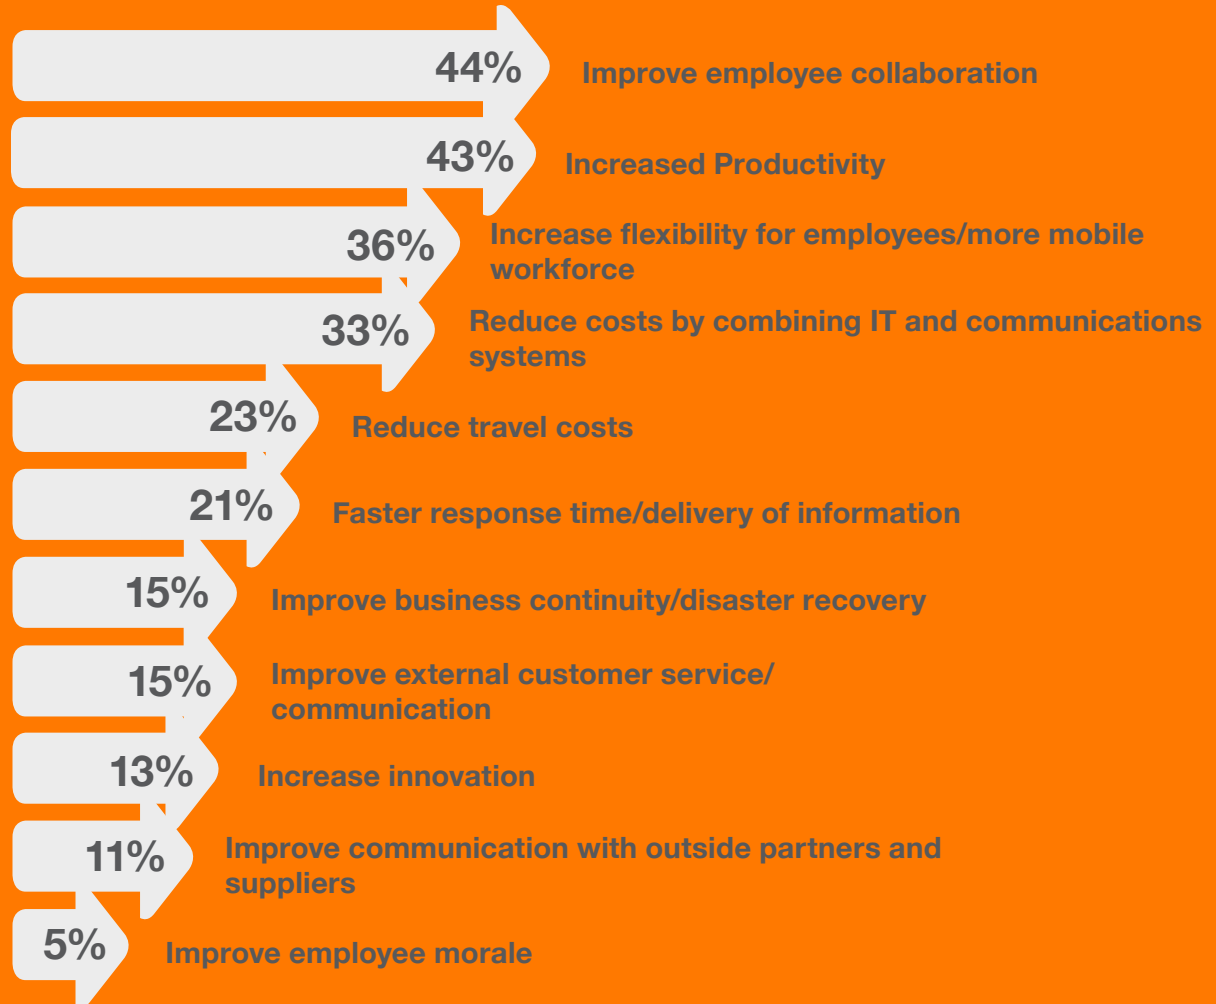 44%
Improve employee collaboration
43%
Increased Productivity
36%
Increase flexibility for employees/more mobile
workforce
33%
Reduce costs by combining IT and communications
systems
23%
Reduce travel costs
21%
Faster response time/delivery of information
15%
Improve business continuity/disaster recovery
15%
Improve external customer service/
communication
13%
Increase innovation
11%
Improve communication with outside partners and
suppliers
5%
Improve employee morale